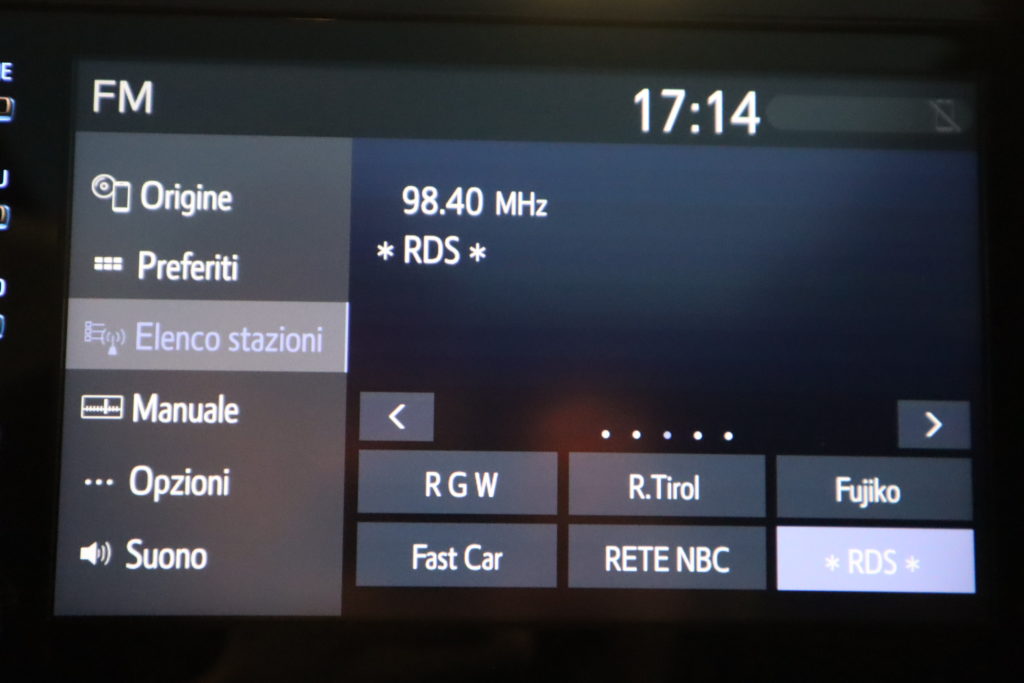 E
U
FM
17:14
Origine
Preferiti
Elenco stazioni
Manuale
Opzioni
Suono
98.40 MHz
* RDS *
< >
R G W R.Tirol Fujiko
Fast Car RETE NBC * RDS *